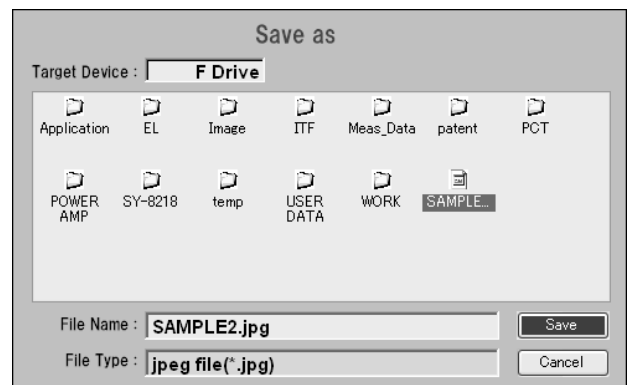 Save as
Target Device : F Drive
Application EL Image ITF Meas_Data patent PCT
POWER AMP SY-8218 temp USER DATA WORK SAMPLE...
File Name : SAMPLE2.jpg Save
File Type : jpeg file(*.jpg) Cancel